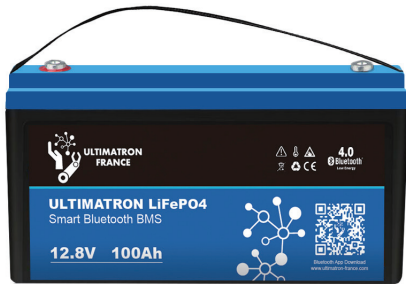 ULTIMATRON
FRANCE
4.0
Bluetooth
Low Energy
ULTIMATRON LiFePO4
Smart Bluetooth BMS
12.8V 100Ah
Bluetooth App Download
www.ultimatron-france.com